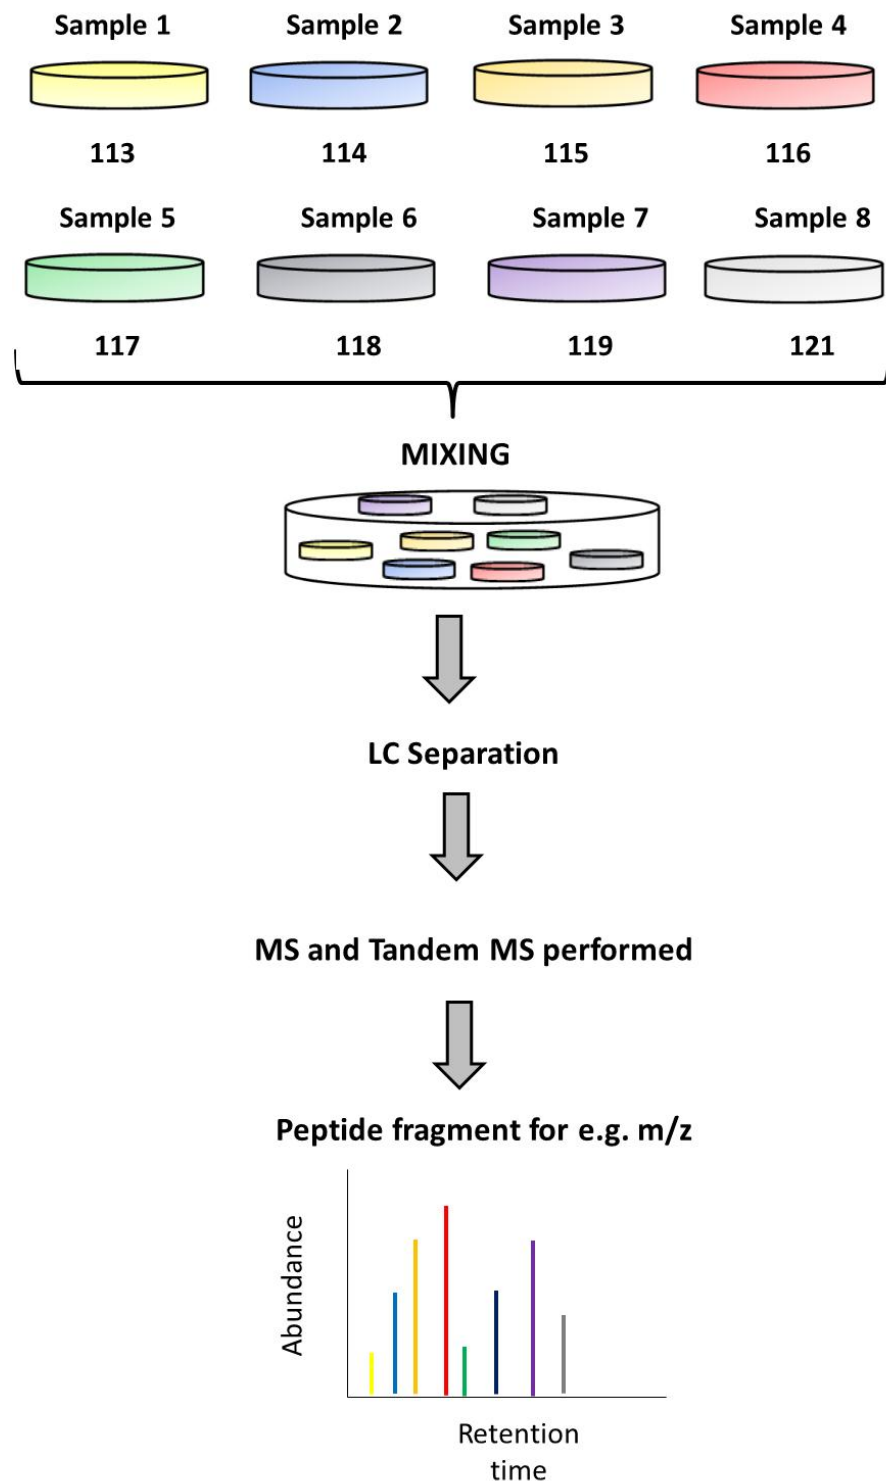 Sample 1 Sample 2 Sample 3 Sample 4
113 114 115 116
Sample 5 Sample 6 Sample 7 Sample 8
117 118 119 121
MIXING
LC Separation
MS and Tandem MS performed
Peptide fragment for e.g. m/z
Abundance
Retention
time